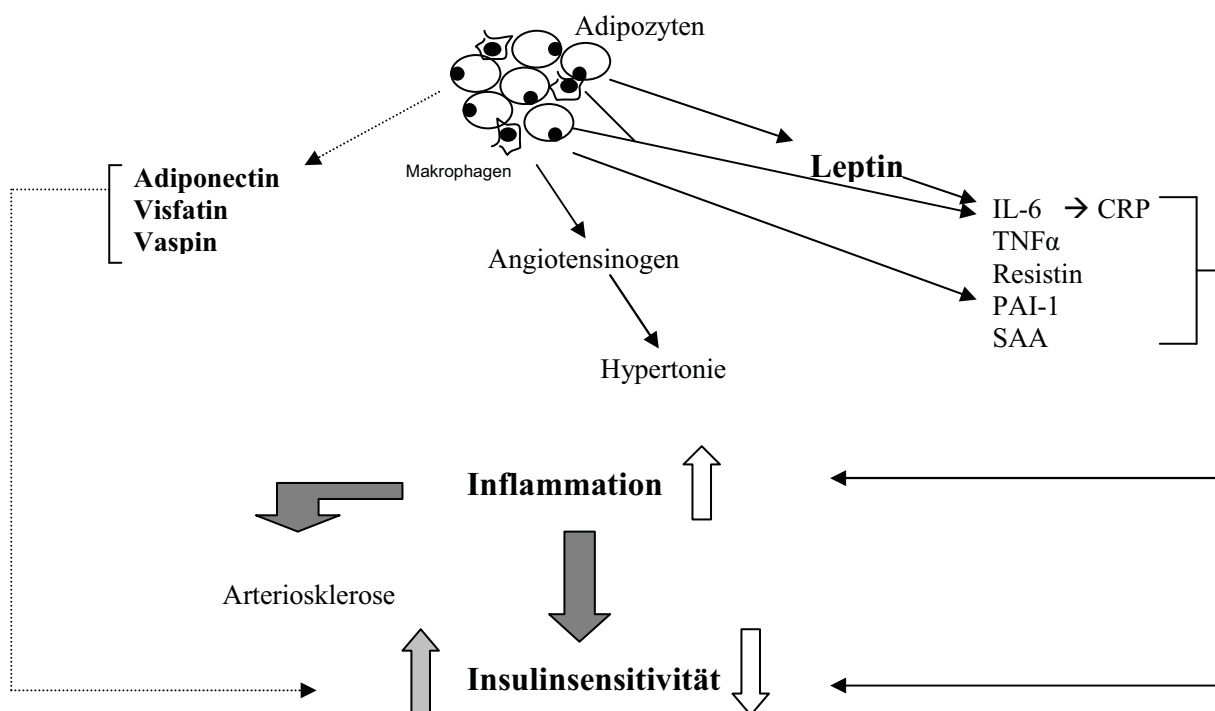 Adipozyten
Makrophagen
Adiponectin
Visfatin
Vaspin
Leptin
IL-6 → CRP
TNFα
Resistin
PAI-1
SAA
Angiotensinogen
Hypertonie
Inflammation
Arteriosklerose
Insulinsensitivität